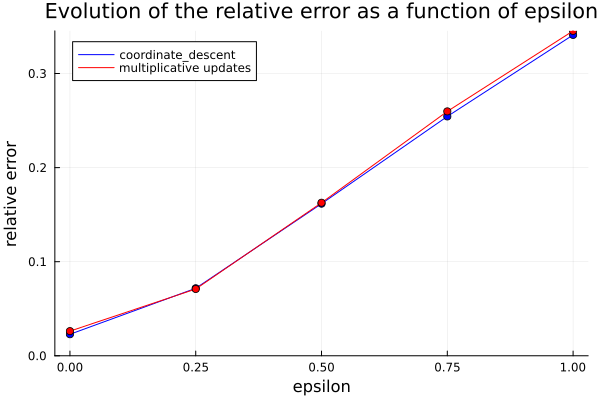 Evolution of the relative error as a function of epsilon
coordinate_descent
multiplicative updates
relative error
0.3
0.2
0.1
0.0
0.00 0.25 0.50 0.75 1.00
epsilon